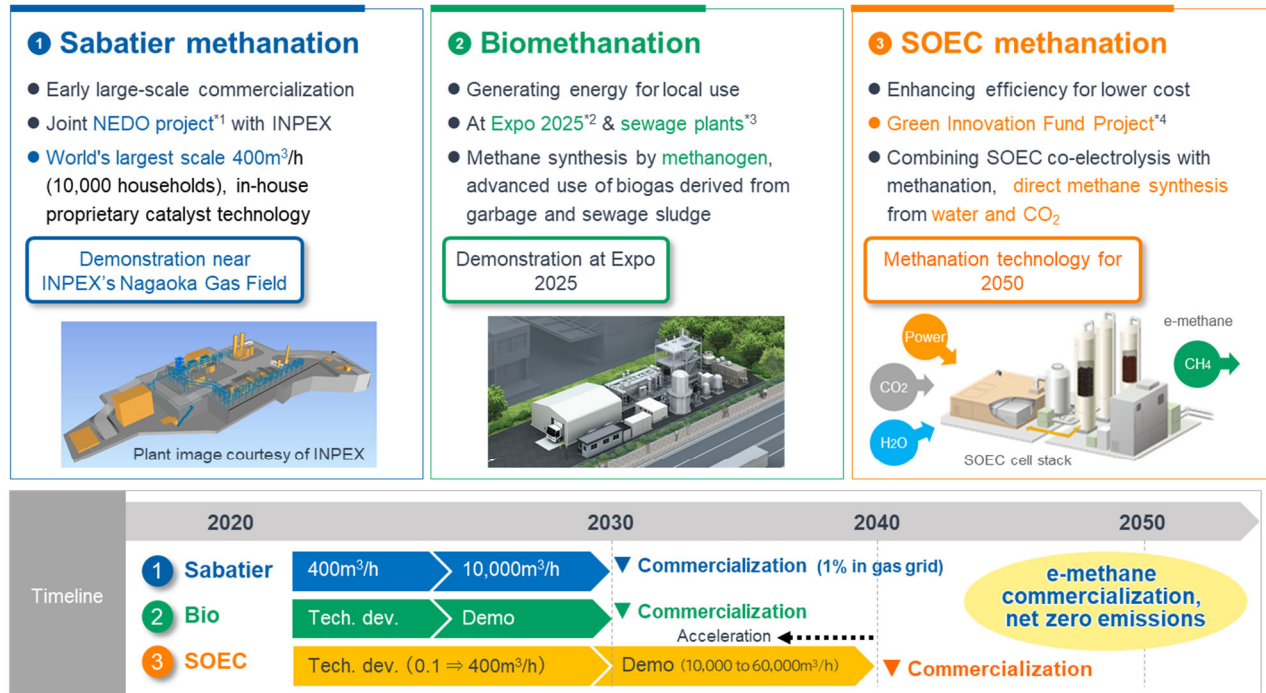 1 Sabatier methanation
● Early large-scale commercialization
● Joint NEDO project*1 with INPEX
● World's largest scale 400m³/h
(10,000 households), in-house
proprietary catalyst technology
Demonstration near
INPEX's Nagaoka Gas Field
Plant image courtesy of INPEX
2 Biomethanation
● Generating energy for local use
● At Expo 2025*2 & sewage plants*3
● Methane synthesis by methanogen,
advanced use of biogas derived from
garbage and sewage sludge
Demonstration at Expo
2025
3 SOEC methanation
● Enhancing efficiency for lower cost
● Green Innovation Fund Project*4
● Combining SOEC co-electrolysis with
methanation, direct methane synthesis
from water and CO₂
Methanation technology for
2050
Power
e-methane
CO₂
CH₄
H₂O
SOEC cell stack
Timeline
2020 2030 2040 2050
1 Sabatier 400m³/h 10,000m³/h ▼ Commercialization (1% in gas grid)
2 Bio Tech. dev. Demo ▼ Commercialization
Acceleration
3 SOEC Tech. dev. (0.1 ⇒ 400m³/h) Demo (10,000 to 60,000m³/h) ▼ Commercialization
e-methane
commercialization,
net zero emissions